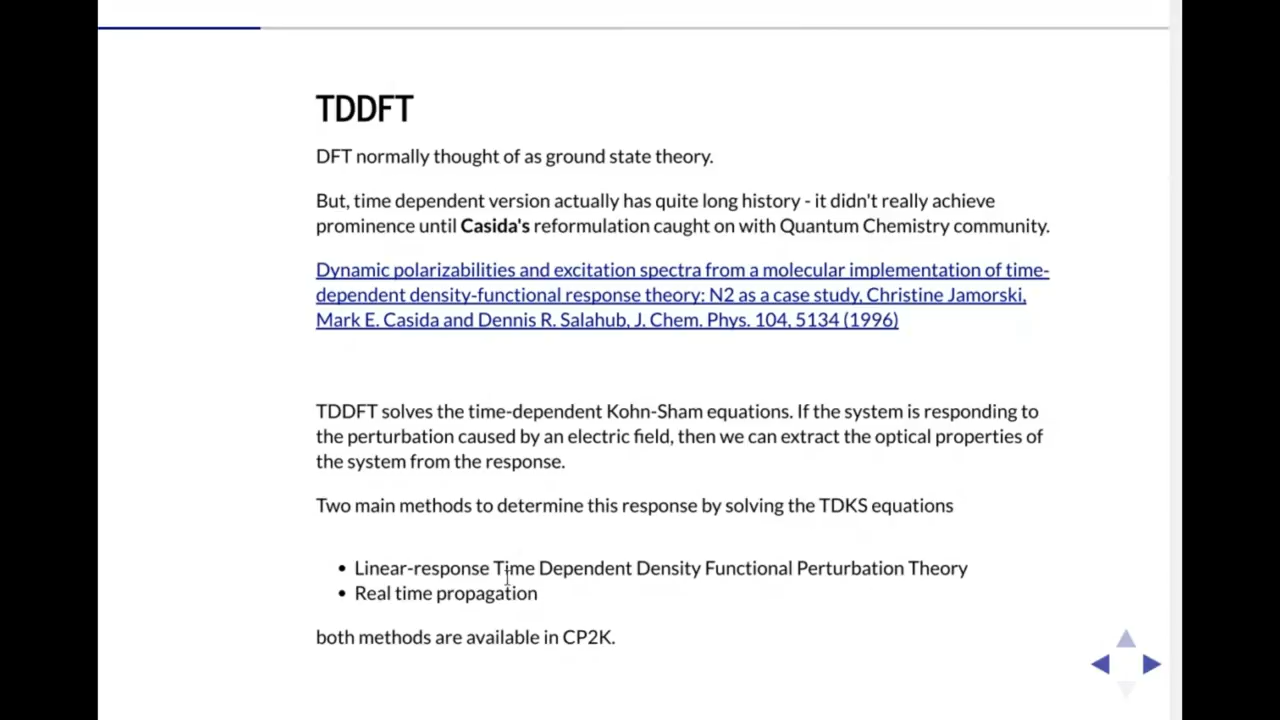 TDDFT
DFT normally thought of as ground state theory.
But, time dependent version actually has quite long history - it didn't really achieve
prominence until Casida's reformulation caught on with Quantum Chemistry community.
Dynamic polarizabilities and excitation spectra from a molecular implementation of time-
dependent density-functional response theory: N2 as a case study, Christine Jamorski,
Mark E. Casida and Dennis R. Salahub, J. Chem. Phys. 104, 5134 (1996)
TDDFT solves the time-dependent Kohn-Sham equations. If the system is responding to
the perturbation caused by an electric field, then we can extract the optical properties of
the system from the response.
Two main methods to determine this response by solving the TDKS equations
• Linear-response Time Dependent Density Functional Perturbation Theory
• Real time propagation
both methods are available in CP2K.